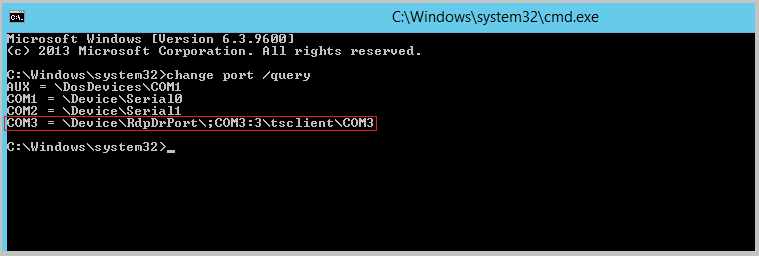 C:\Windows\system32\cmd.exe
Microsoft Windows [Version 6.3.9600]
(c) 2013 Microsoft Corporation. All rights reserved.
C:\Windows\system32>change port /query
AUX = \DosDevices\COM1
COM1 = \Device\Serial0
COM2 = \Device\Serial1
COM3 = \Device\RdpDrPort\;COM3:3\tsclient\COM3
C:\Windows\system32>_